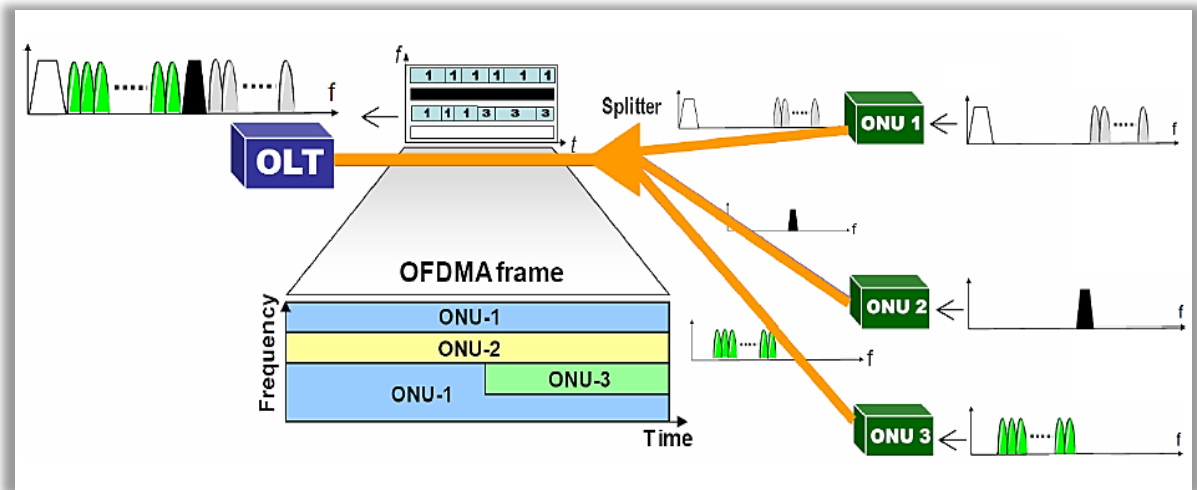 f
OLT
f
1 1 1 1 1 1
1 1 1 3 3 3
t
Splitter
f
ONU 1
f
f
ONU 2
f
f
ONU 3
f
OFDMA frame
Frequency
ONU-1
ONU-2
ONU-1
ONU-3
Time